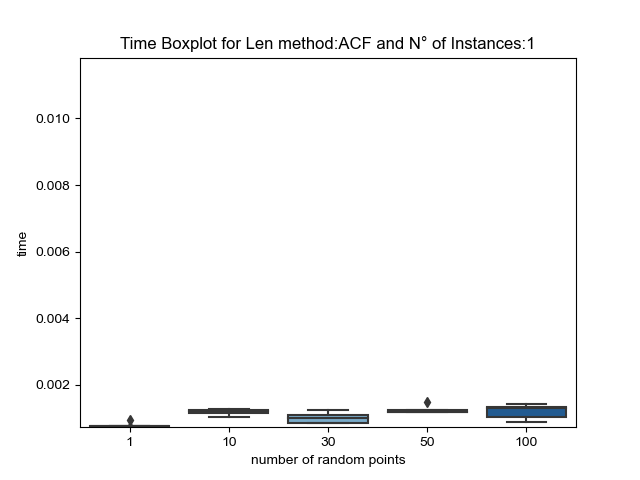 Time Boxplot for Len method:ACF and N° of Instances:1
0.010
0.008
0.006
0.004
0.002
time
1 10 30 50 100
number of random points